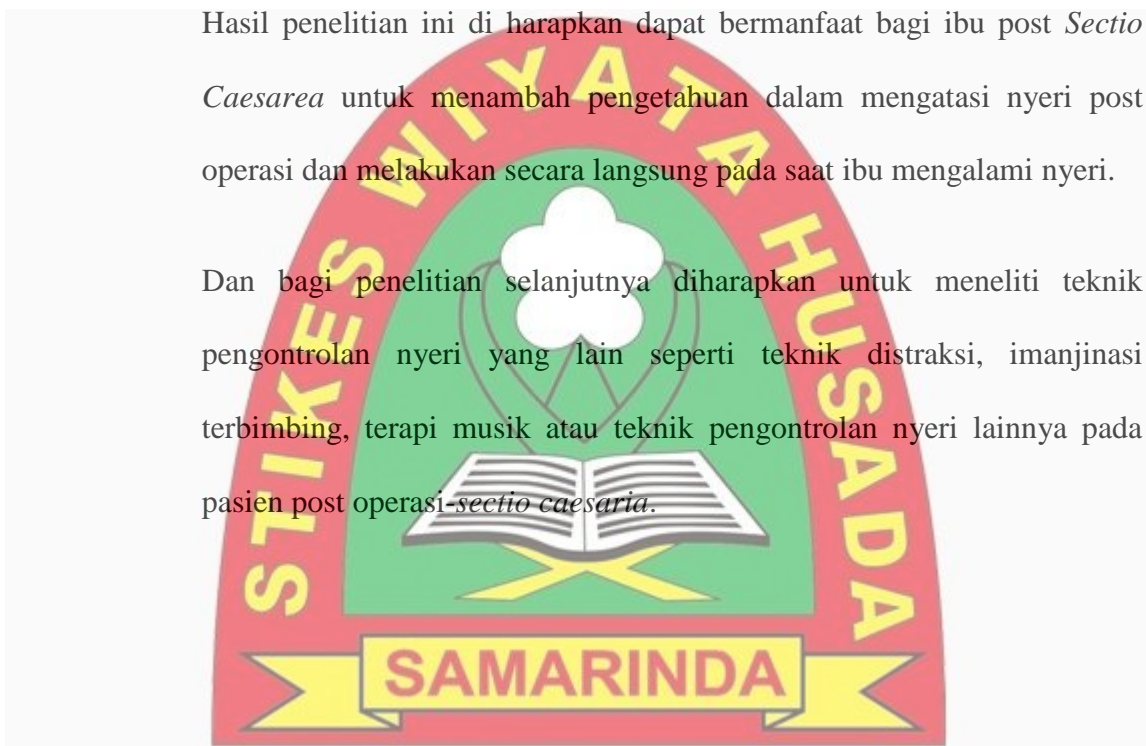 Hasil penelitian ini di harapkan dapat bermanfaat bagi ibu post Sectio
Caesarea untuk menambah pengetahuan dalam mengatasi nyeri post
operasi dan melakukan secara langsung pada saat ibu mengalami nyeri.
Dan bagi penelitian selanjutnya diharapkan untuk meneliti teknik
pengontrolan nyeri yang lain seperti teknik distraksi, imanjinasi
terbimbing, terapi musik atau teknik pengontrolan nyeri lainnya pada
pasien post operasi-sectio caesaria.
STIKES WIYATA HUSADA
SAMARINDA